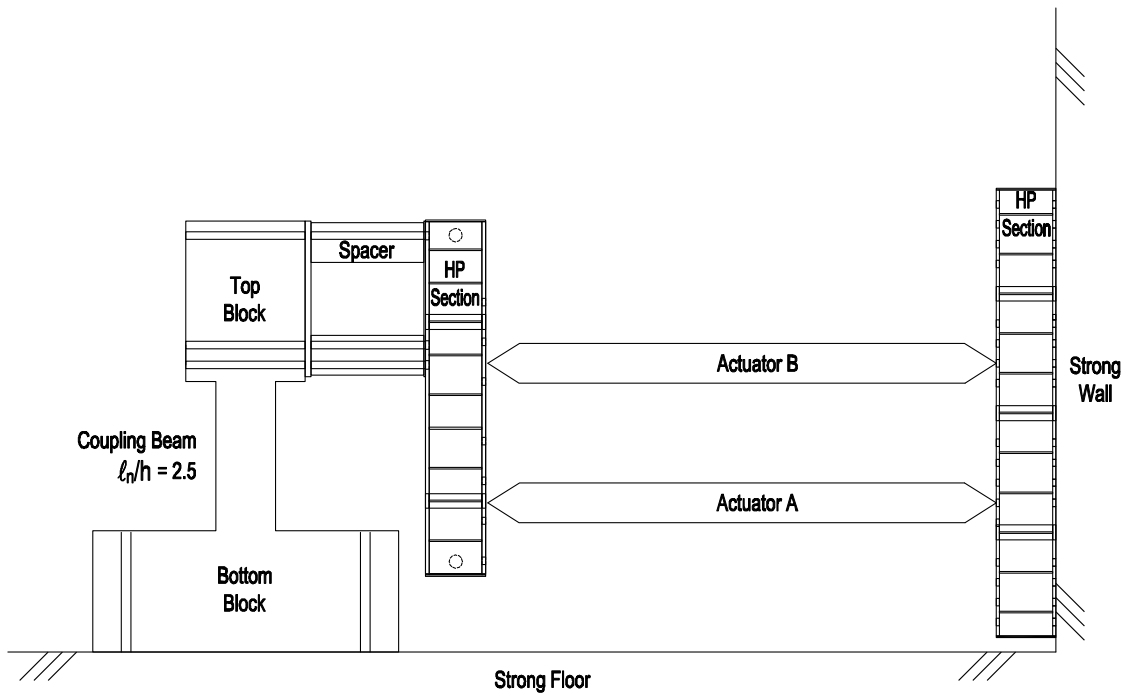 HP
Section
Spacer
HP
Section
Top
Block
Actuator B
Strong
Wall
Coupling Beam
ℓn/h = 2.5
Actuator A
Bottom
Block
Strong Floor